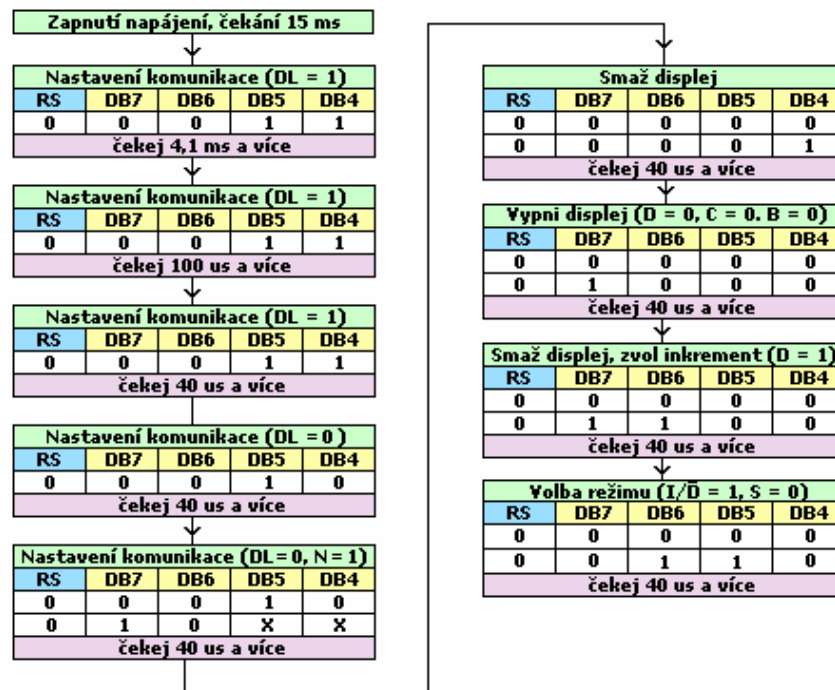 Zapnutí napájení, čekání 15 ms
Nastavení komunikace (DL = 1)
RS DB7 DB6 DB5 DB4
0 0 0 1 1
čekej 4,1 ms a více
Nastavení komunikace (DL = 1)
RS DB7 DB6 DB5 DB4
0 0 0 1 1
čekej 100 us a více
Nastavení komunikace (DL = 1)
RS DB7 DB6 DB5 DB4
0 0 0 1 1
čekej 40 us a více
Nastavení komunikace (DL = 0 )
RS DB7 DB6 DB5 DB4
0 0 0 1 0
čekej 40 us a více
Nastavení komunikace (DL = 0, N = 1)
RS DB7 DB6 DB5 DB4
0 0 0 1 0
0 1 0 X X
čekej 40 us a více
Smaž displej
RS DB7 DB6 DB5 DB4
0 0 0 0 0
0 0 0 0 1
čekej 40 us a více
Vypni displej (D = 0, C = 0. B = 0)
RS DB7 DB6 DB5 DB4
0 0 0 0 0
0 1 0 0 0
čekej 40 us a více
Smaž displej, zvol inkrement (D = 1)
RS DB7 DB6 DB5 DB4
0 0 0 0 0
0 1 1 0 0
čekej 40 us a více
Volba režimu (I/D̅ = 1, S = 0)
RS DB7 DB6 DB5 DB4
0 0 0 0 0
0 0 1 1 0
čekej 40 us a více